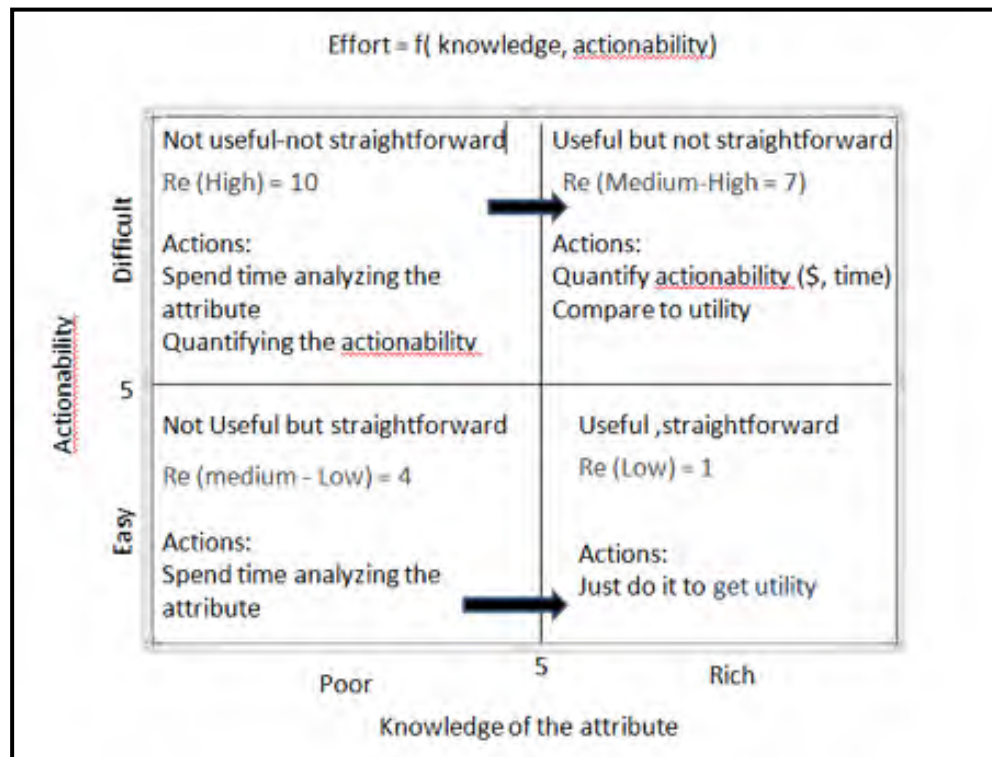 Effort = f( knowledge, actionability)
Not useful-not straightforward
Re (High) = 10
Actions:
Spend time analyzing the
attribute
Quantifying the actionability
Useful but not straightforward
Re (Medium-High = 7)
Actions:
Quantify actionability ($, time)
Compare to utility
Difficult
Actionability
5
Easy
Not Useful but straightforward
Re (medium - Low) = 4
Actions:
Spend time analyzing the
attribute
Useful ,straightforward
Re (Low) = 1
Actions:
Just do it to get utility
Poor
5
Rich
Knowledge of the attribute